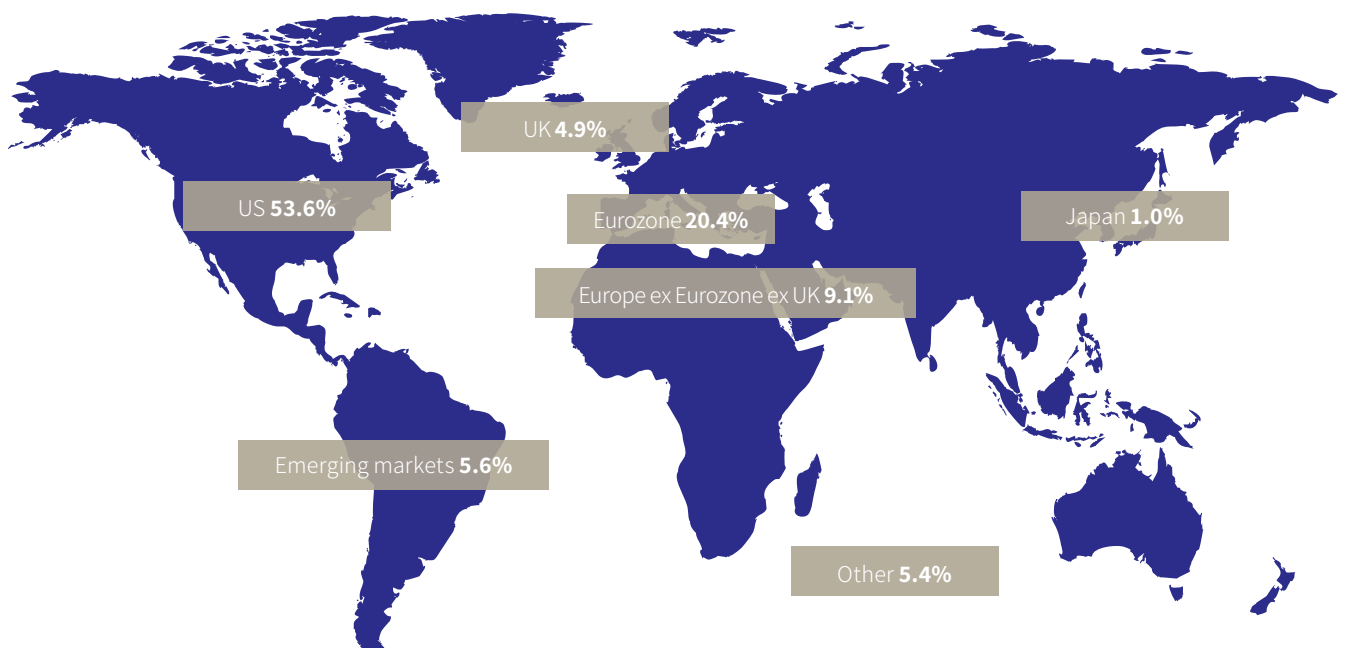 UK 4.9%
US 53.6%
Eurozone 20.4%
Japan 1.0%
Europe ex Eurozone ex UK 9.1%
Emerging markets 5.6%
Other 5.4%